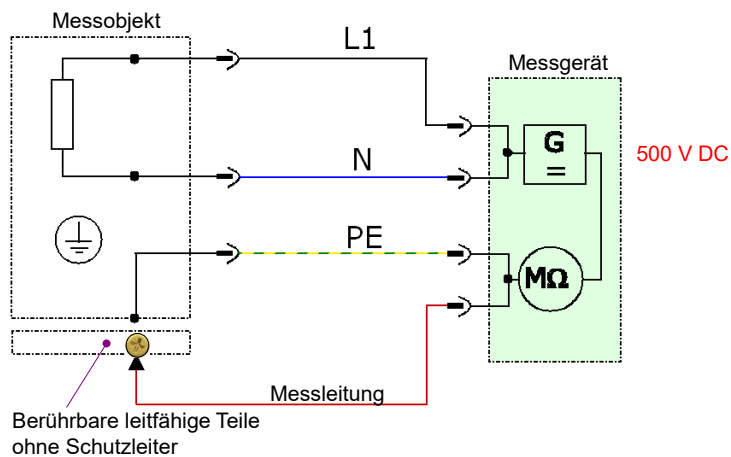 Messobjekt
L1
Messgerät
G
=
500 V DC
N
PE
MΩ
Messleitung
Berührbare leitfähige Teile
ohne Schutzleiter